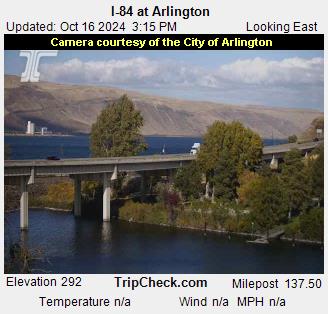 I-84 at Arlington
Updated: Oct 16 2024 3:15 PM Looking East
Camera courtesy of the City of Arlington
Elevation 292 TripCheck.com Milepost 137.50
Temperature n/a Wind n/a MPH n/a